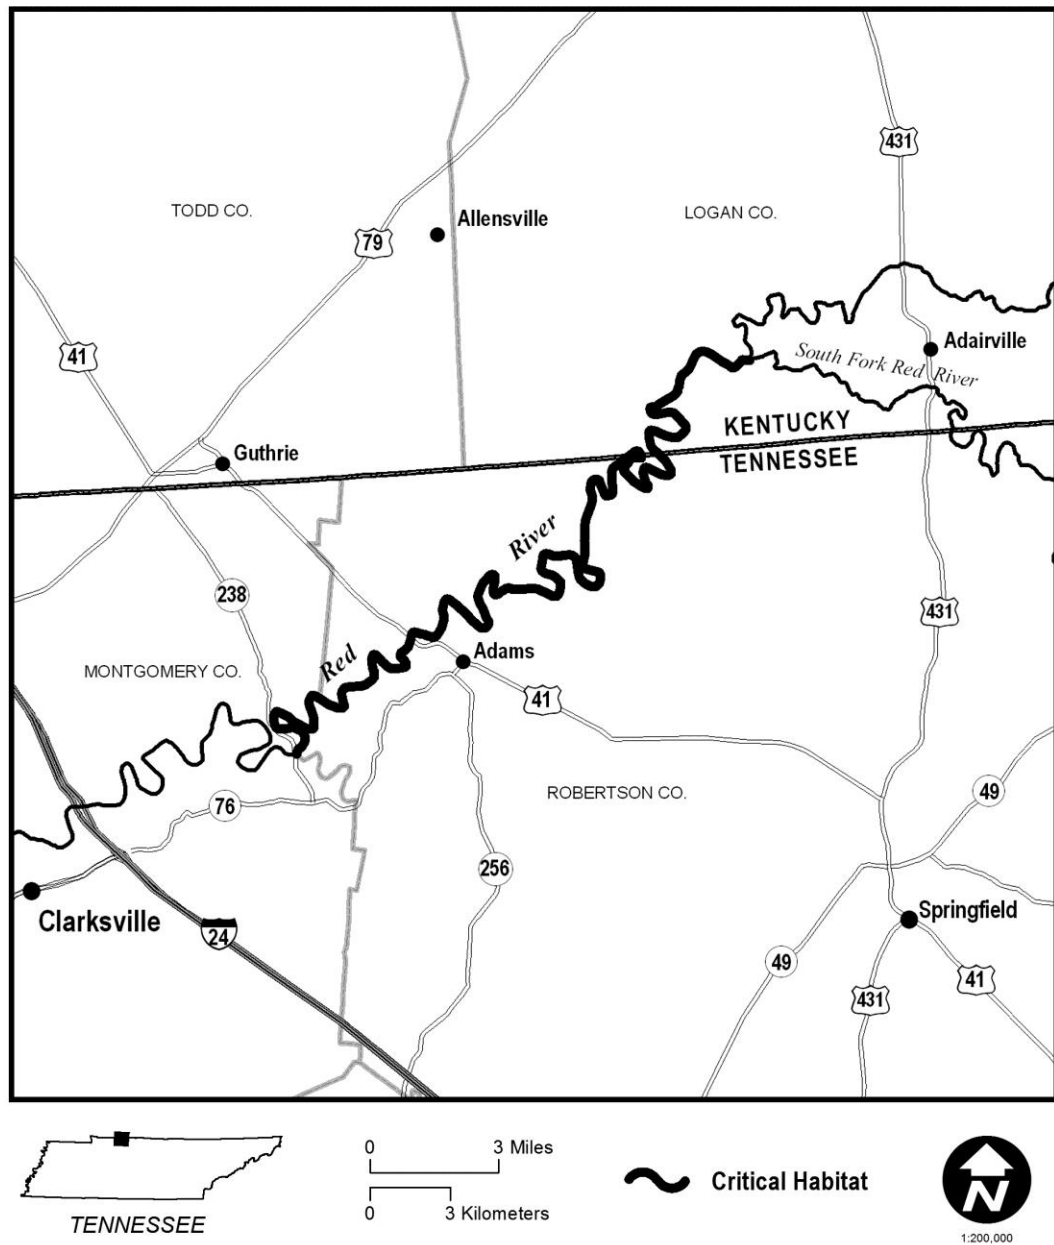 431
TODD CO.
LOGAN CO.
Allensville
79
41
Adairville
South Fork Red River
KENTUCKY
TENNESSEE
Guthrie
River
238
431
Red
Adams
MONTGOMERY CO.
41
ROBERTSON CO.
49
76
256
Clarksville
Springfield
24
49
431
41
0 3 Miles
0 3 Kilometers
Critical Habitat
N
1:200,000
TENNESSEE